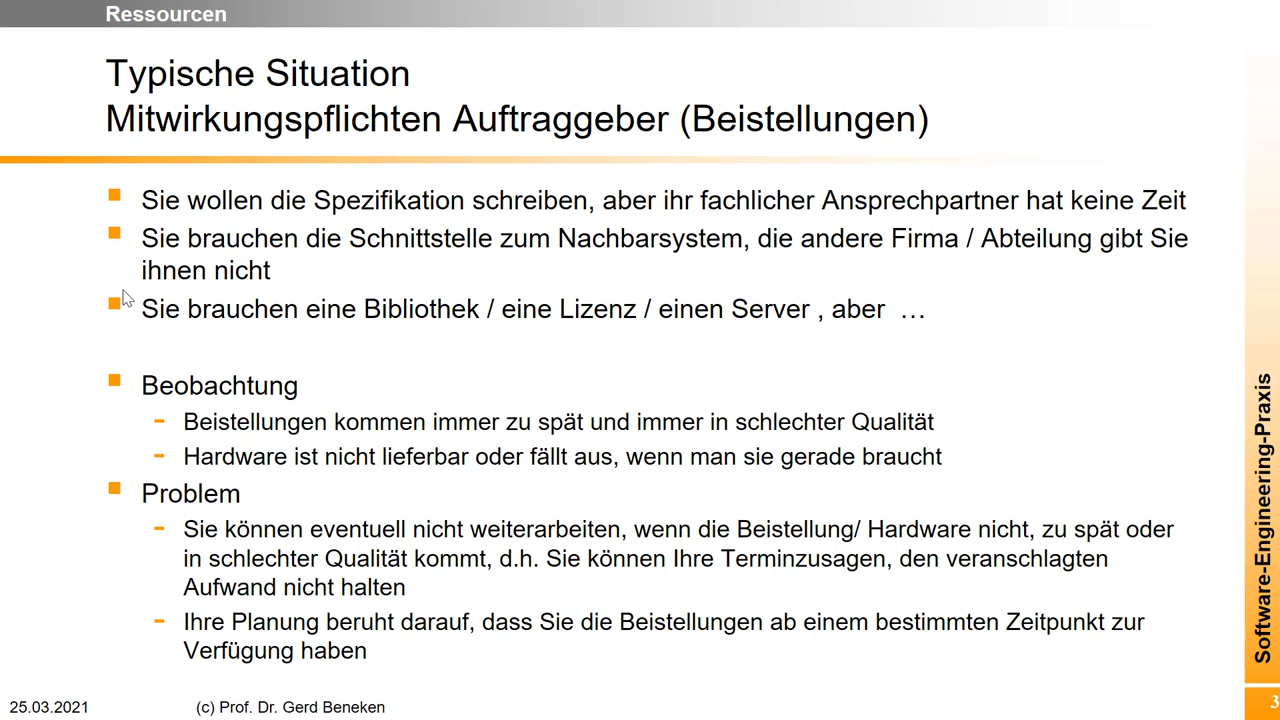 Ressourcen
Typische Situation
Mitwirkungspflichten Auftraggeber (Beistellungen)
Sie wollen die Spezifikation schreiben, aber ihr fachlicher Ansprechpartner hat keine Zeit
Sie brauchen die Schnittstelle zum Nachbarsystem, die andere Firma / Abteilung gibt Sie
ihnen nicht
Sie brauchen eine Bibliothek / eine Lizenz / einen Server , aber …
Beobachtung
- Beistellungen kommen immer zu spät und immer in schlechter Qualität
- Hardware ist nicht lieferbar oder fällt aus, wenn man sie gerade braucht
Problem
- Sie können eventuell nicht weiterarbeiten, wenn die Beistellung/ Hardware nicht, zu spät oder
in schlechter Qualität kommt, d.h. Sie können Ihre Terminzusagen, den veranschlagten
Aufwand nicht halten
- Ihre Planung beruht darauf, dass Sie die Beistellungen ab einem bestimmten Zeitpunkt zur
Verfügung haben
Software-Engineering-Praxis
25.03.2021
(c) Prof. Dr. Gerd Beneken
3